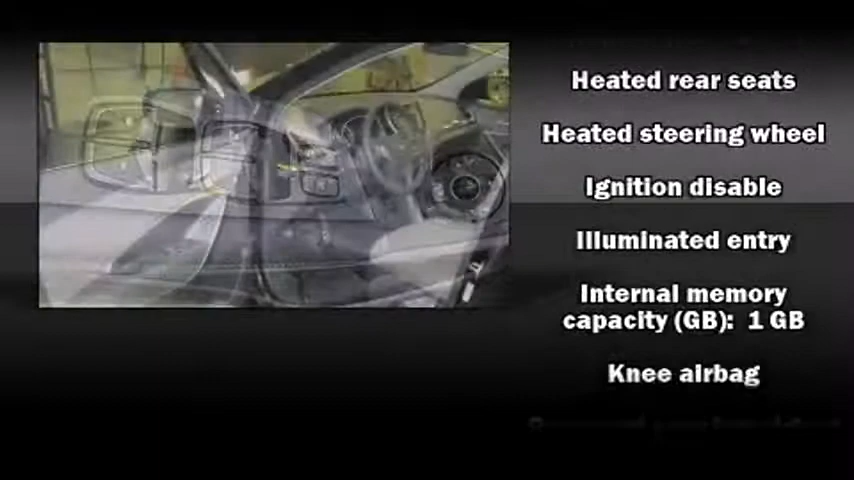 Heated rear seats
Heated steering wheel
Ignition disable
Illuminated entry
Internal memory
capacity (GB):  1 GB
Knee airbag